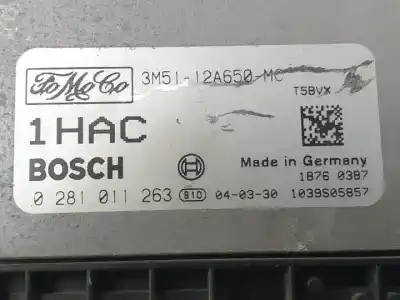 FoMoCo 3M51-12A650-MC
T5BVX
1HAC
BOSCH
Made in Germany
1876 0387
0 281 011 263 S10 04-03-30 1039S05857